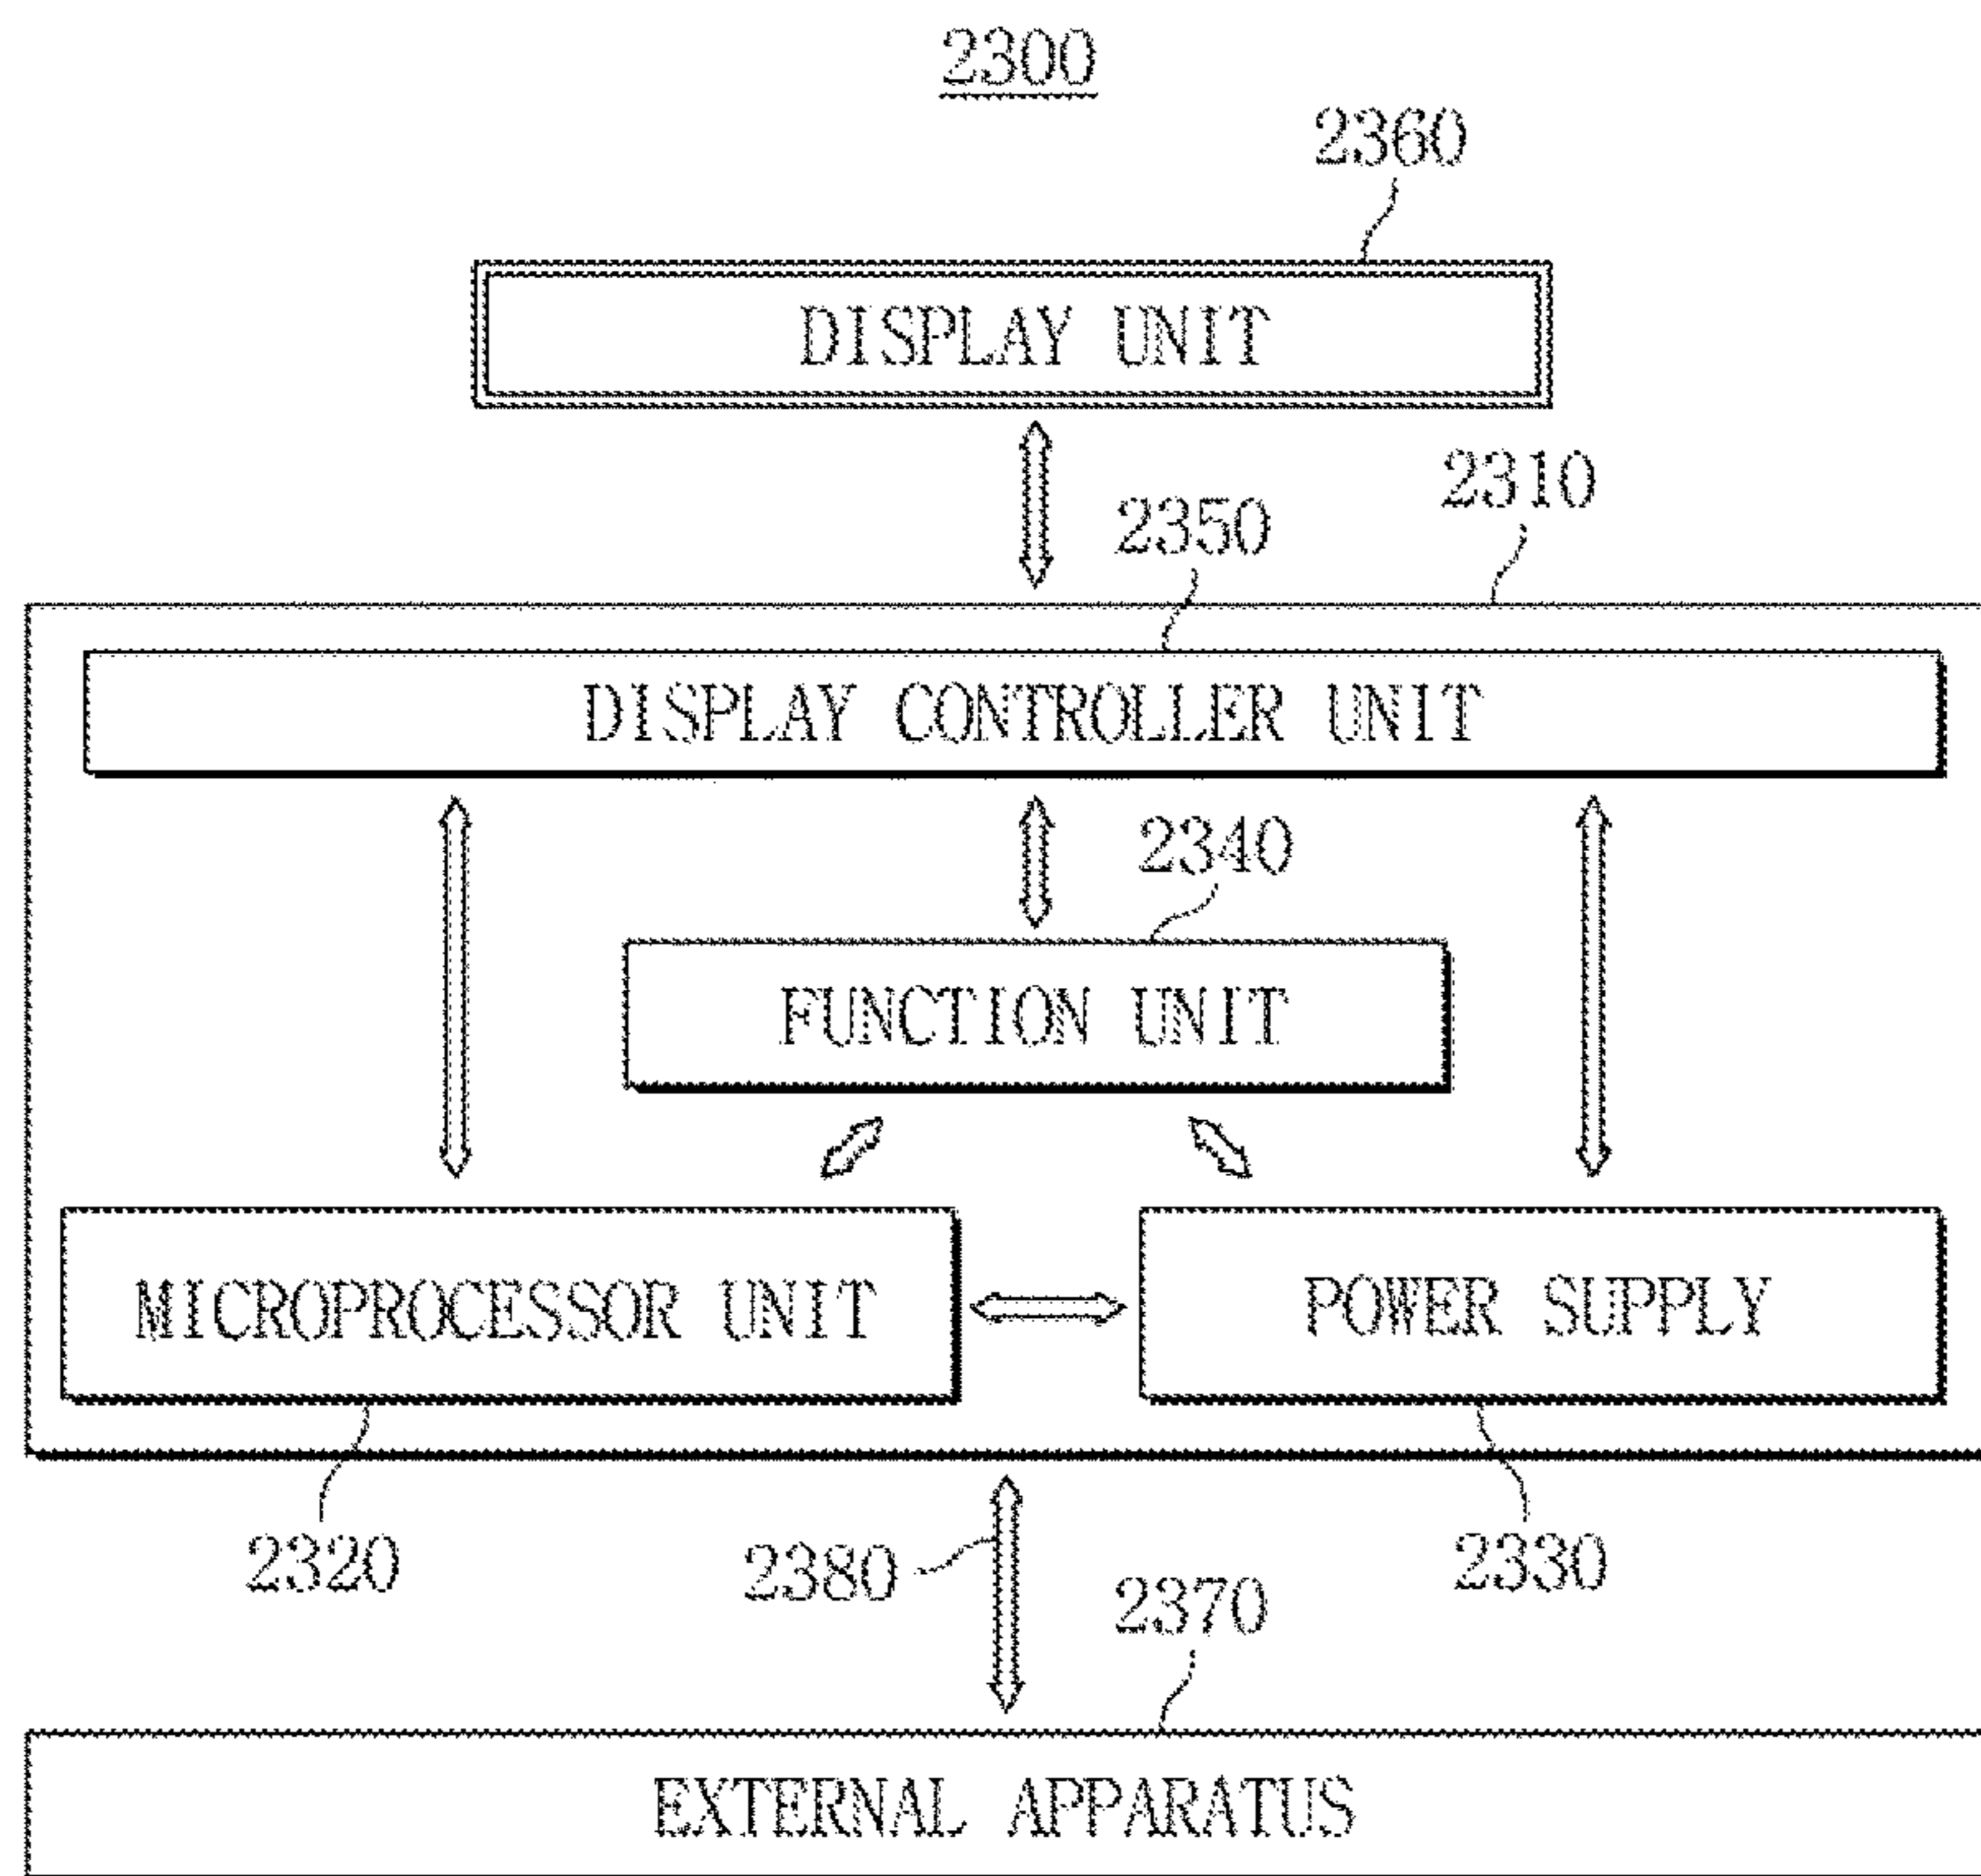 2300
2360
DISPLAY UNIT
2310
2350
DISPLAY CONTROLLER UNIT
2340
FUNCTION UNIT
MICROPROCESSOR UNIT
POWER SUPPLY
2320
2380
2330
2370
EXTERNAL APPARATUS